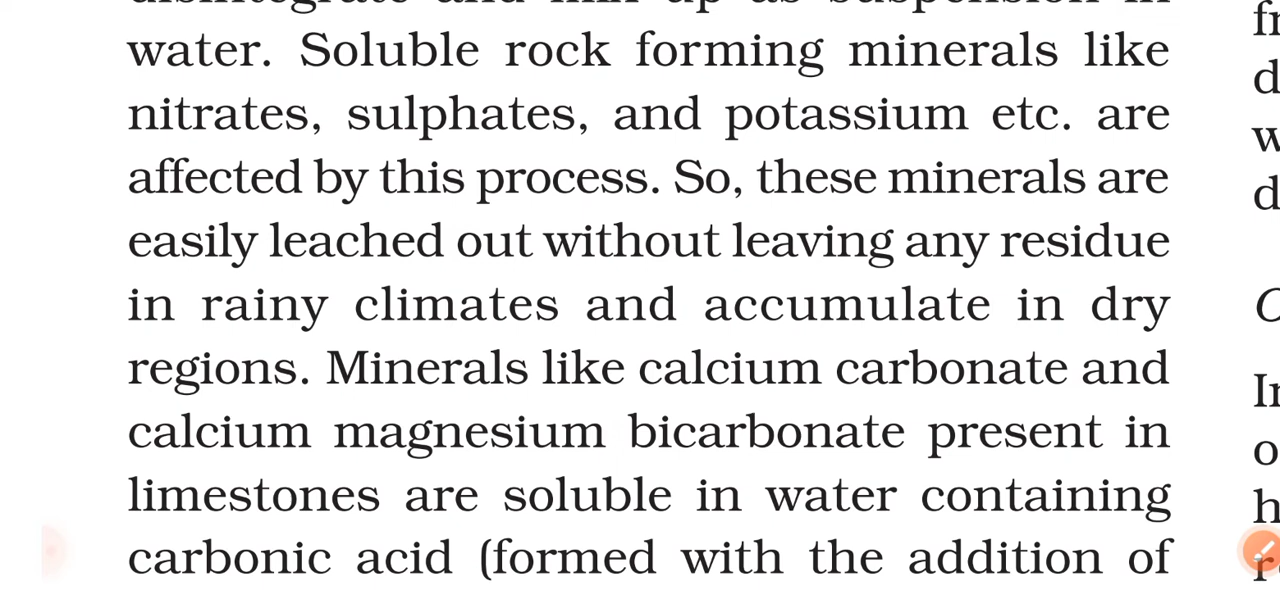 water. Soluble rock forming minerals like
nitrates, sulphates, and potassium etc. are
affected by this process. So, these minerals are
easily leached out without leaving any residue
in rainy climates and accumulate in dry
regions. Minerals like calcium carbonate and
calcium magnesium bicarbonate present in
limestones are soluble in water containing
carbonic acid (formed with the addition of